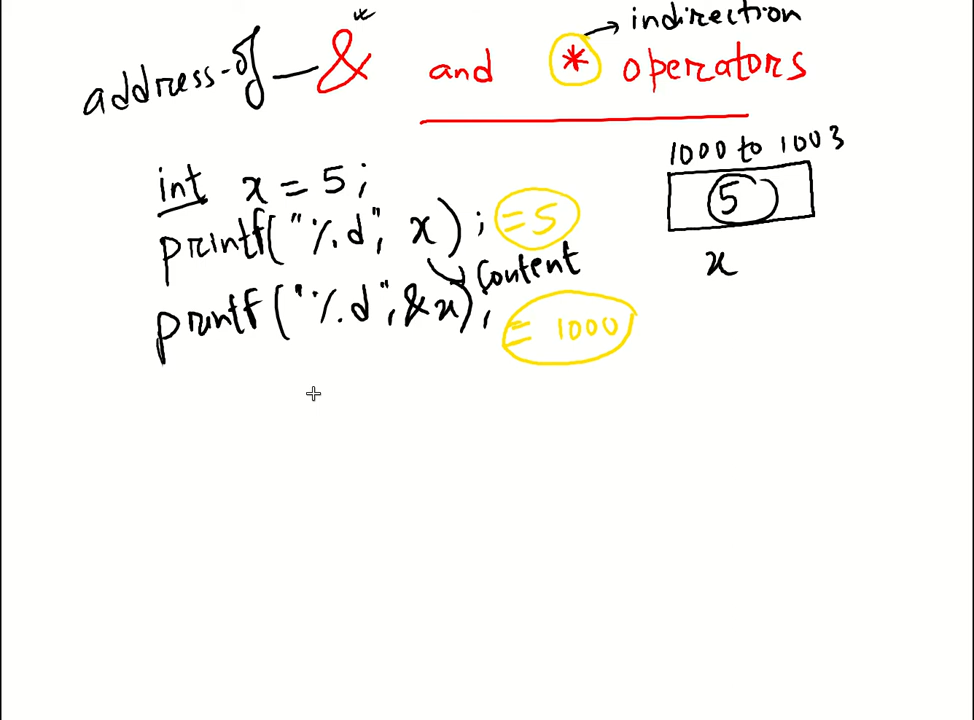 indirection
address-of — & and * operators
1000 to 1003
int x = 5;
5
printf("%d", x); = 5
x
content
printf("%d", &x); = 1000